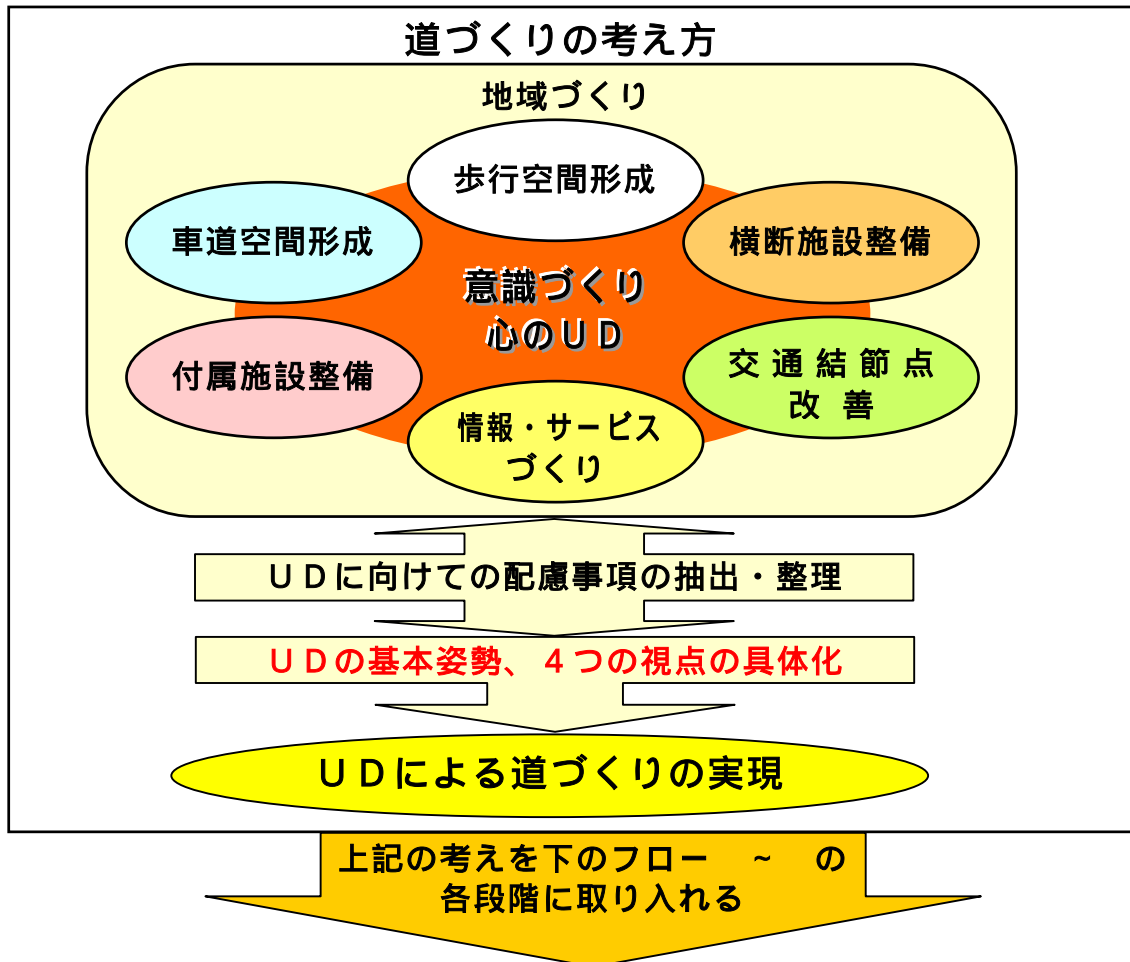 道づくりの考え方
地域づくり
歩行空間形成
車道空間形成
横断施設整備
意識づくり
心のＵＤ
付属施設整備
交通結節点
改善
情報・サービス
づくり
ＵＤに向けての配慮事項の抽出・整理
ＵＤの基本姿勢、４つの視点の具体化
ＵＤによる道づくりの実現
上記の考えを下のフロー　～　の
各段階に取り入れる